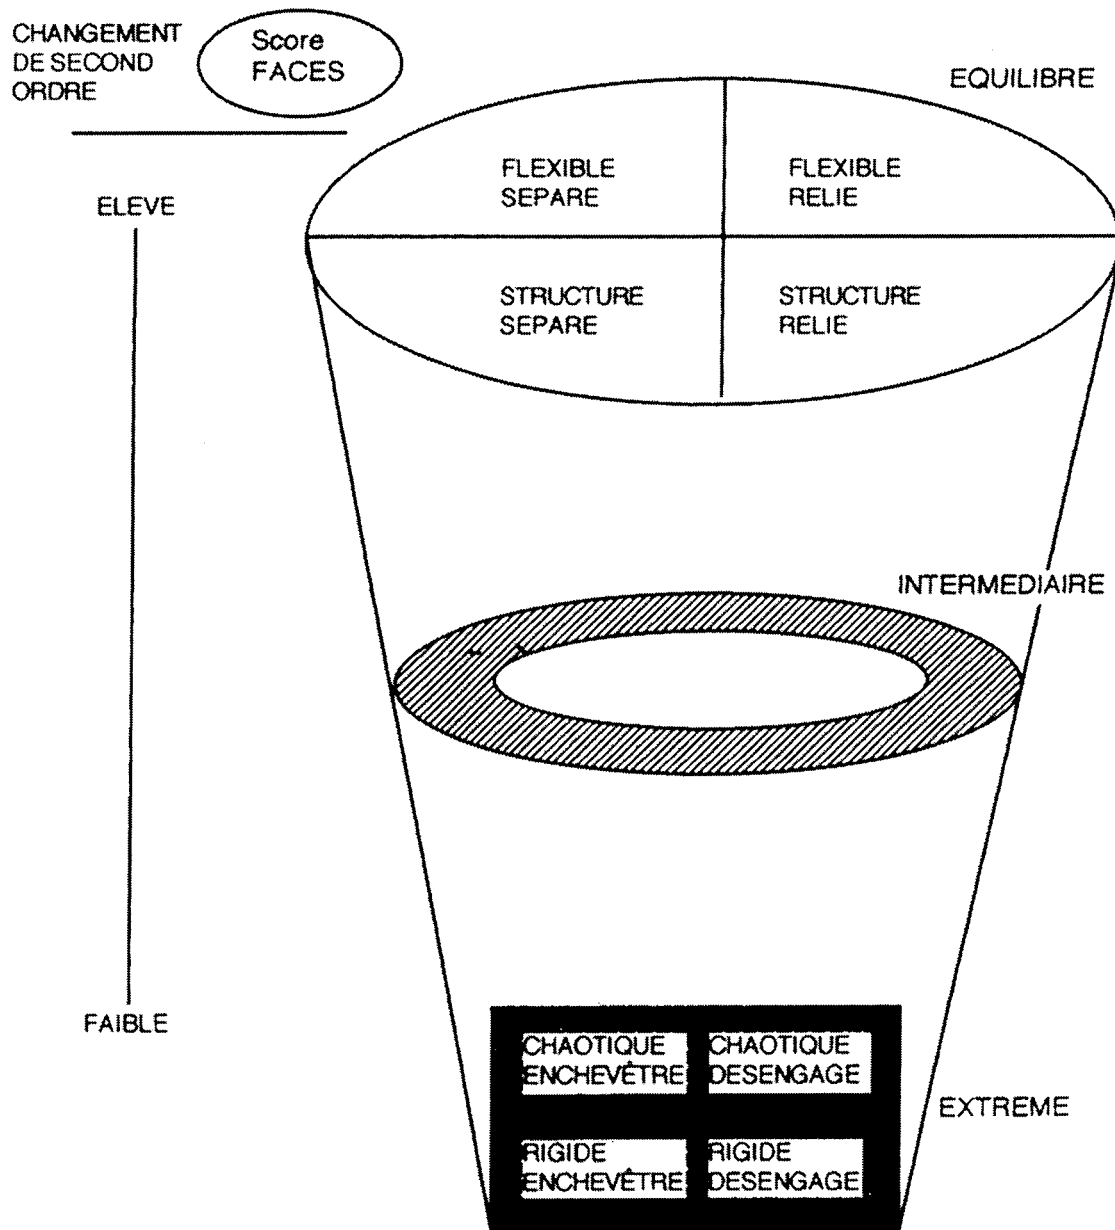 CHANGEMENT
DE SECOND
ORDRE
Score
FACES
EQUILIBRE
FLEXIBLE
SEPARE
FLEXIBLE
RELIE
ELEVE
STRUCTURE
SEPARE
STRUCTURE
RELIE
INTERMEDIAIRE
FAIBLE
CHAOTIQUE
ENCHEVÊTRE
CHAOTIQUE
DESENGAGE
EXTREME
RIGIDE
ENCHEVÊTRE
RIGIDE
DESENGAGE